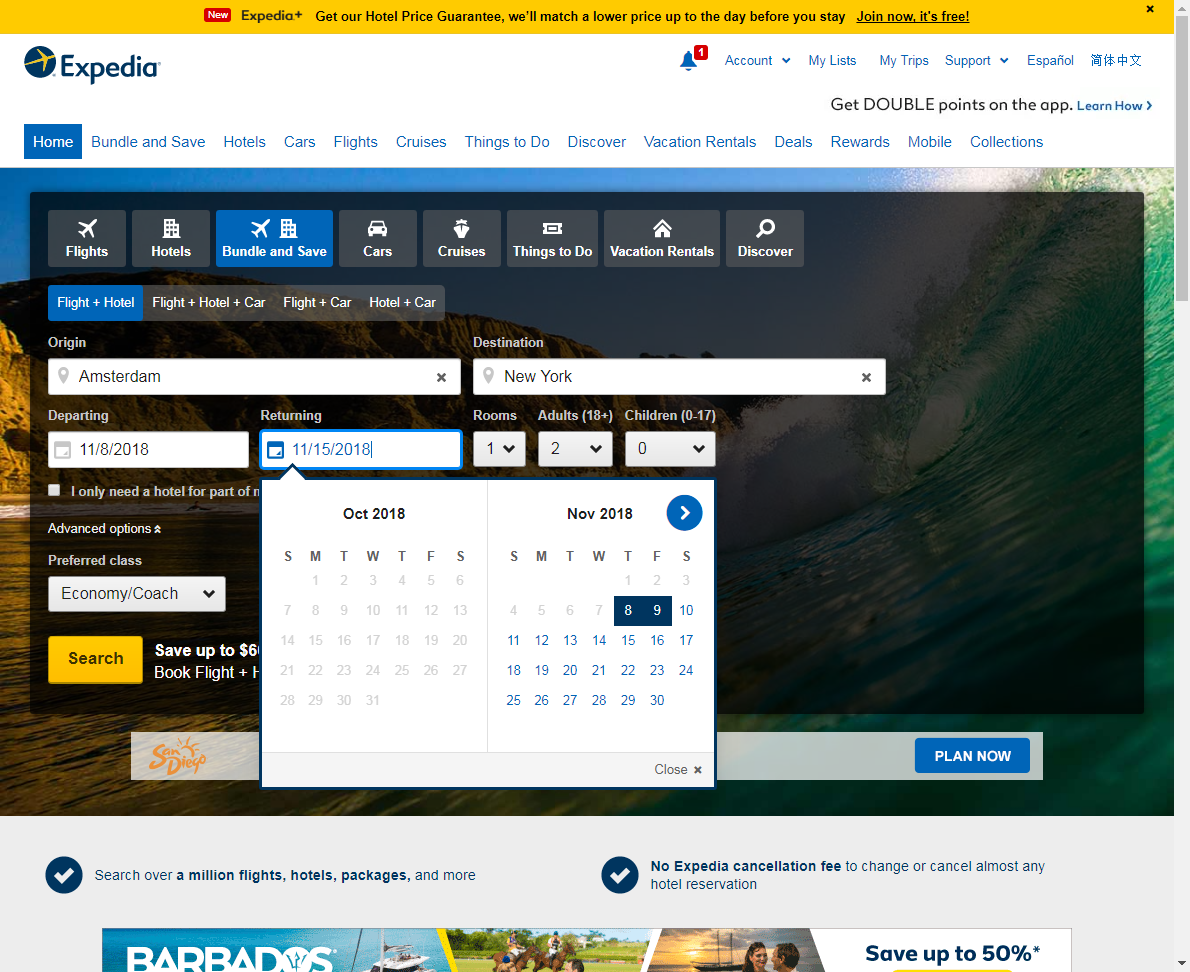 New Expedia+ Get our Hotel Price Guarantee, we'll match a lower price up to the day before you stay Join now, it's free!
Expedia
1 Account My Lists My Trips Support Español 简体中文
Get DOUBLE points on the app. Learn How
Home Bundle and Save Hotels Cars Flights Cruises Things to Do Discover Vacation Rentals Deals Rewards Mobile Collections
Flights Hotels Bundle and Save Cars Cruises Things to Do Vacation Rentals Discover
Flight + Hotel Flight + Hotel + Car Flight + Car Hotel + Car
Origin Destination
Amsterdam New York
Departing Returning Rooms Adults (18+) Children (0-17)
11/8/2018 11/15/2018 1 2 0
I only need a hotel for part of
Advanced options
Preferred class
Economy/Coach
Search
Save up to
Book Flight +
Oct 2018
S M T W T F S
1 2 3 4 5 6
7 8 9 10 11 12 13
14 15 16 17 18 19 20
21 22 23 24 25 26 27
28 29 30 31
Nov 2018
S M T W T F S
1 2 3
4 5 6 7 8 9 10
11 12 13 14 15 16 17
18 19 20 21 22 23 24
25 26 27 28 29 30
Close
San Diego PLAN NOW
Search over a million flights, hotels, packages, and more
No Expedia cancellation fee to change or cancel almost any
hotel reservation
BARBADOS
Save up to 50%*